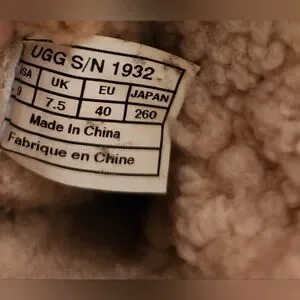 UGG S/N 1932
USA UK EU JAPAN
9 7.5 40 260
Made In China
Fabrique en Chine